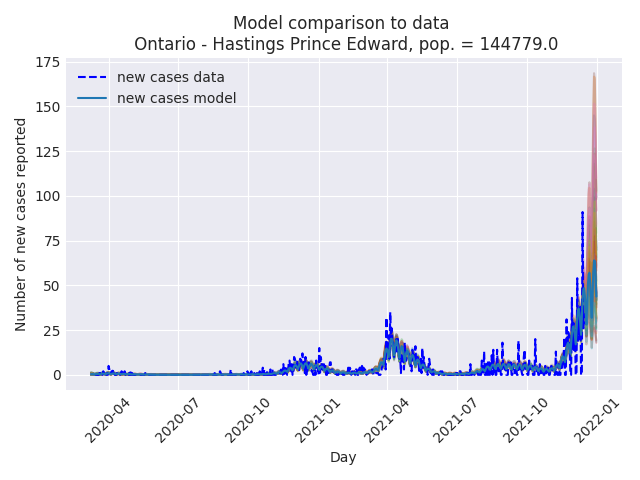 Model comparison to data
Ontario - Hastings Prince Edward, pop. = 144779.0
new cases data
new cases model
Number of new cases reported
175
150
125
100
75
50
25
0
2020-04
2020-07
2020-10
2021-01
2021-04
2021-07
2021-10
2022-01
Day